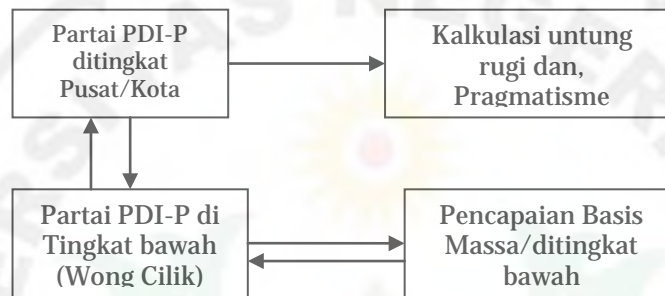 Partai PDI-P
ditingkat
Pusat/Kota
Kalkulasi untung
rugi dan,
Pragmatisme
Partai PDI-P di
Tingkat bawah
(Wong Cilik)
Pencapaian Basis
Massa/ditingkat
bawah